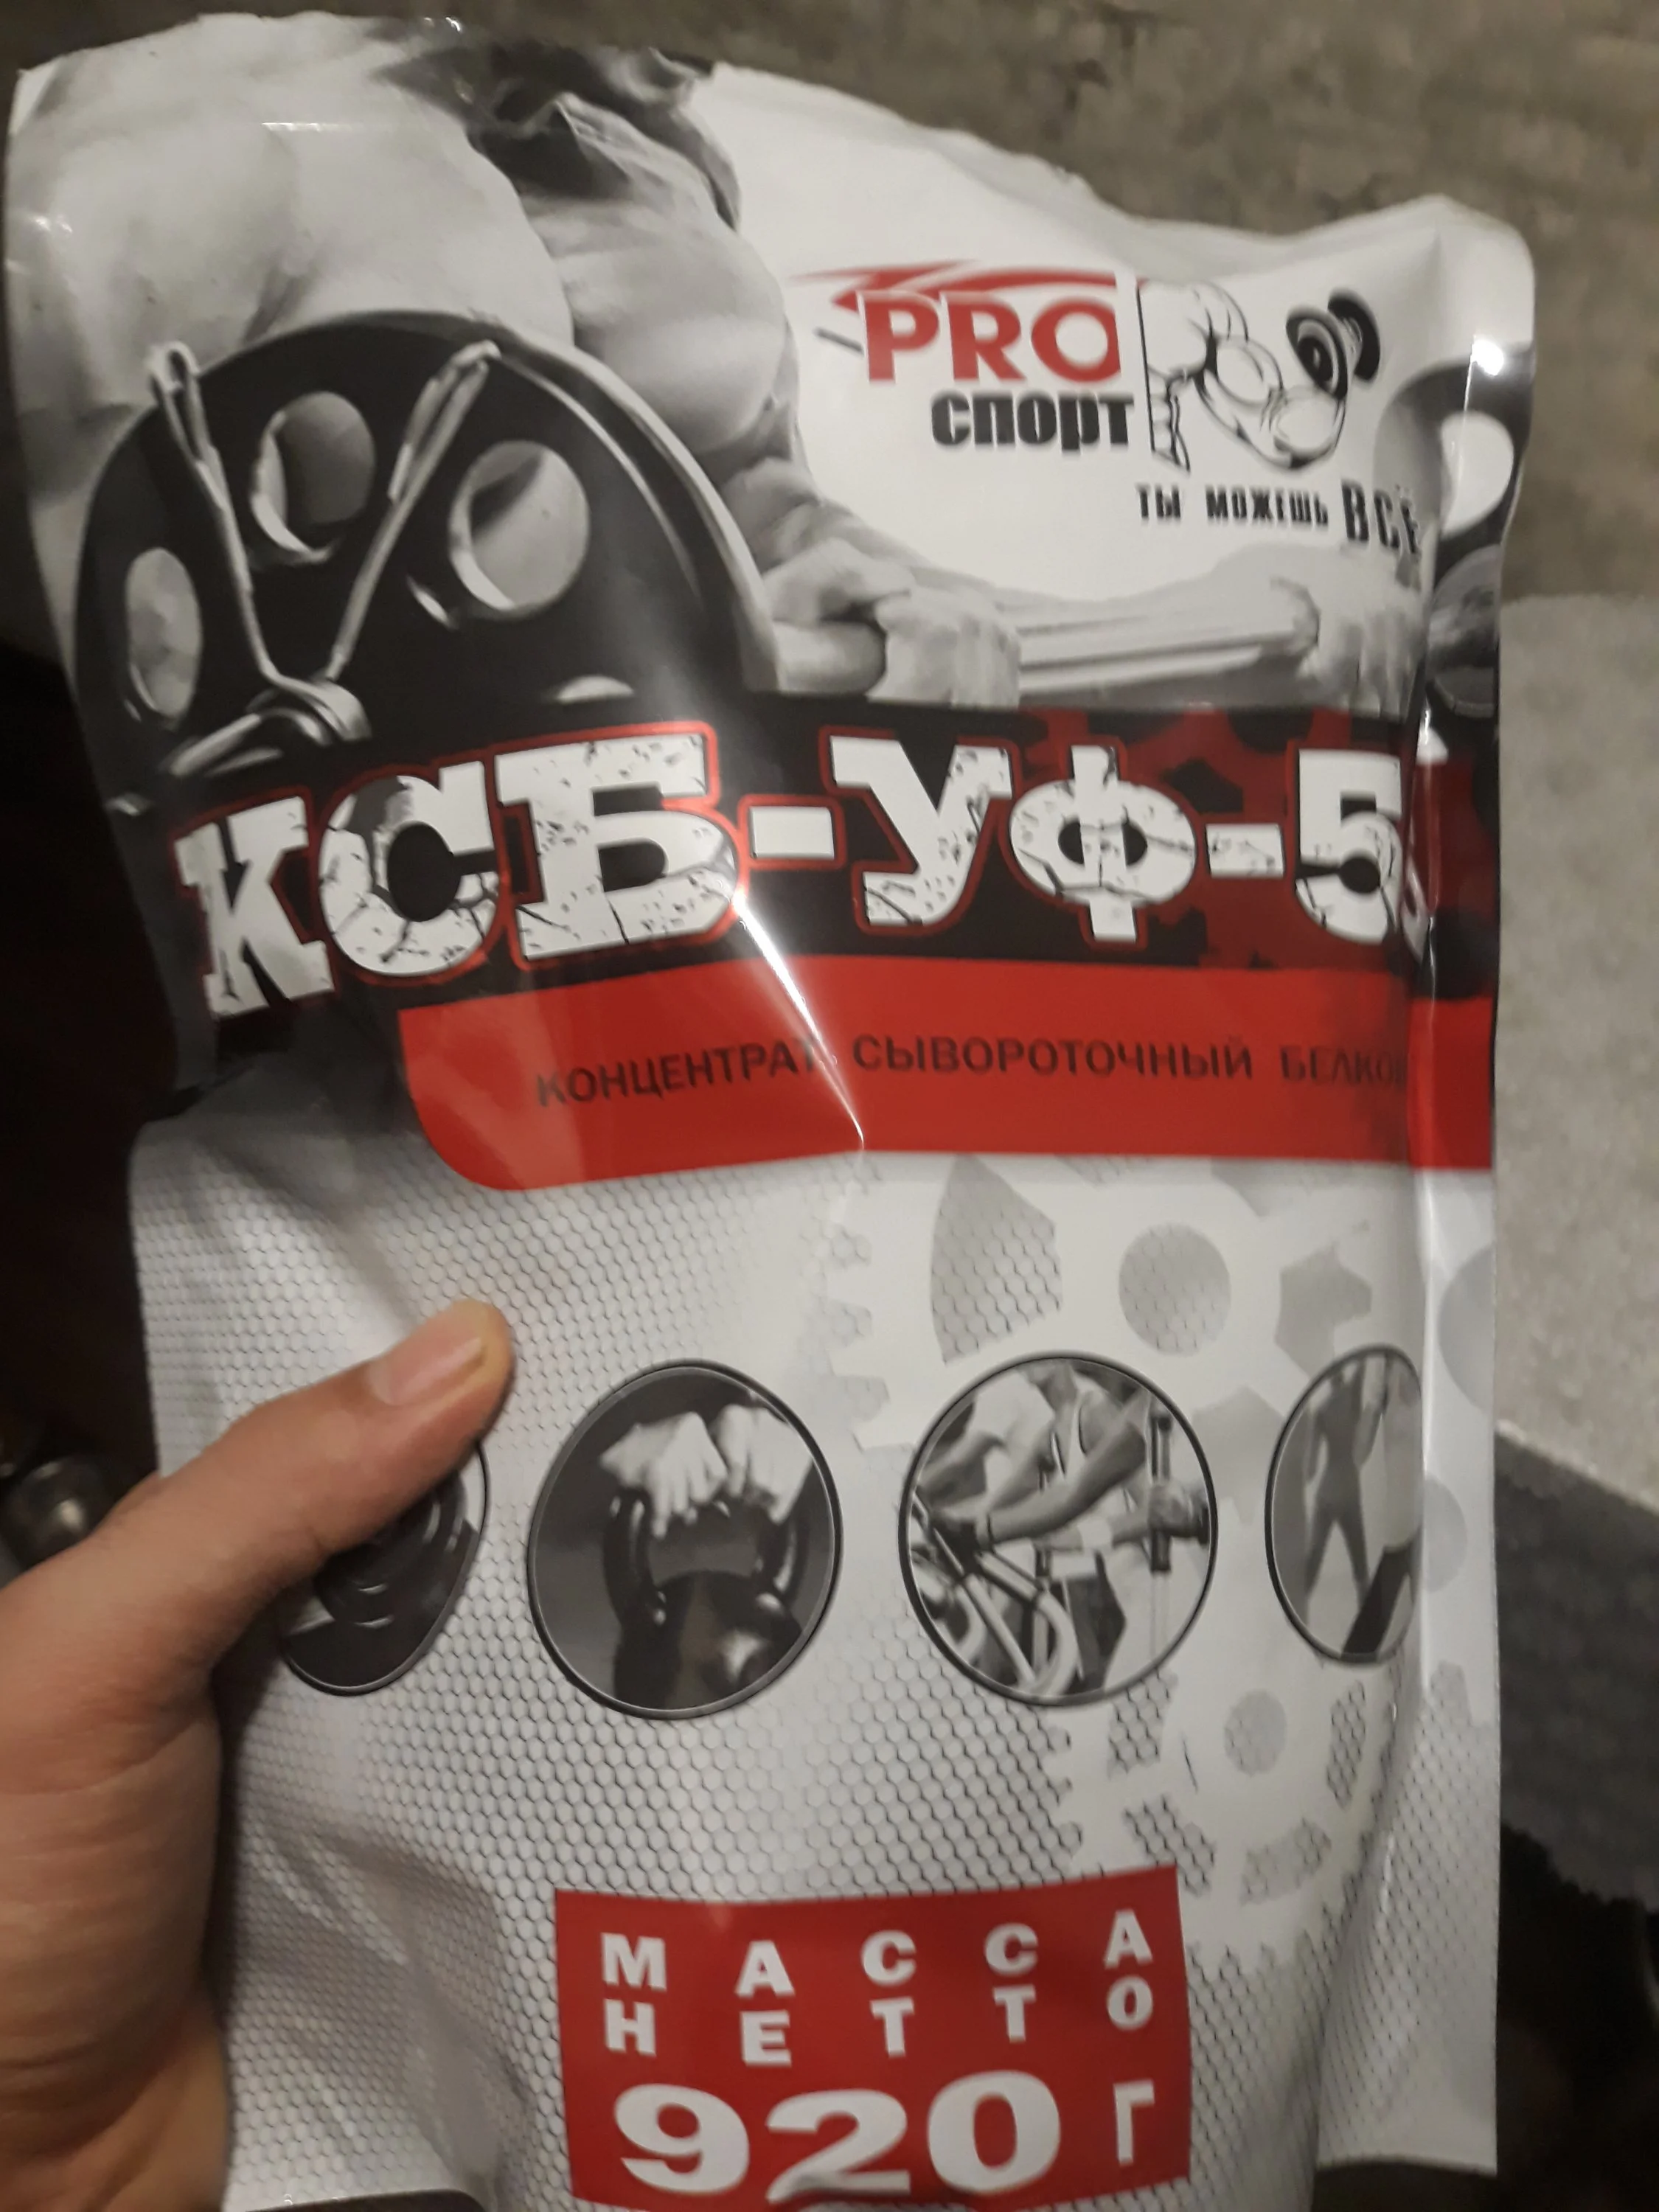 PRO
спорт
ТЫ МОЖЕШЬ ВСЁ
КСБ-УФ-5
КОНЦЕНТРАТ СЫВОРОТОЧНЫЙ
МАССА
НЕТТО
920 Г